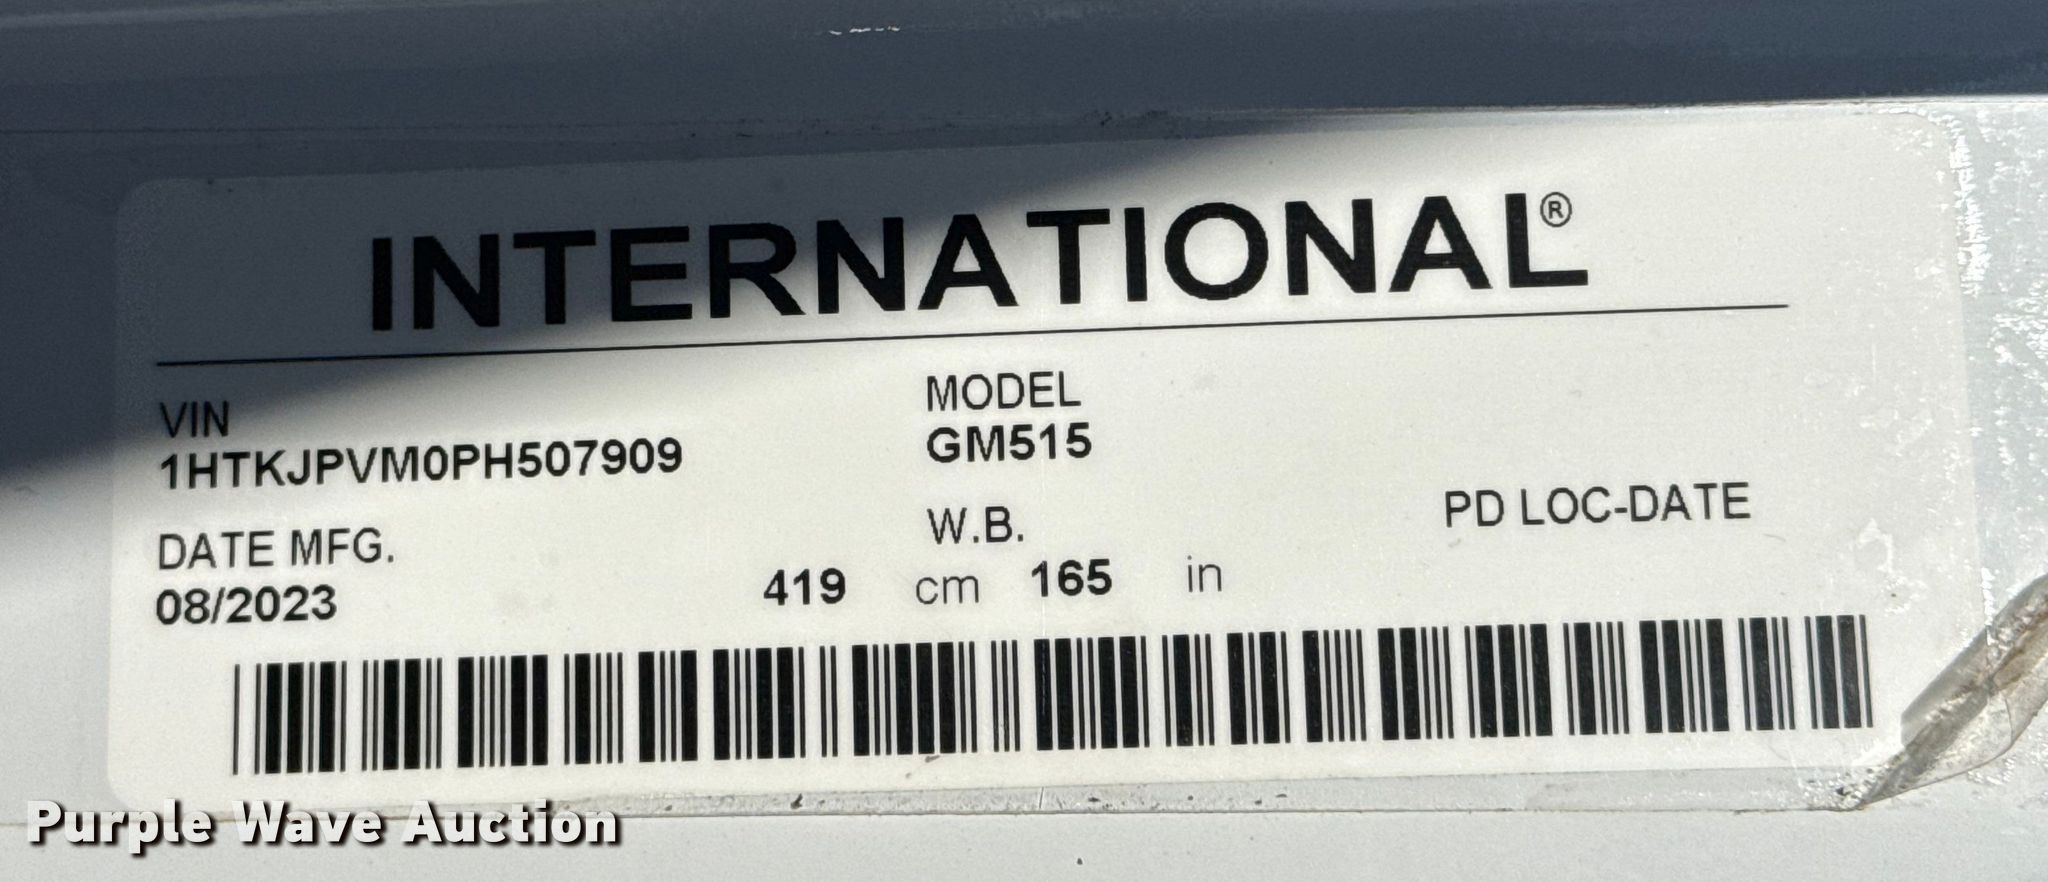 INTERNATIONAL®
VIN
1HTKJPVM0PH507909
MODEL
GM515
DATE MFG.
08/2023
W.B.
419 cm 165 in
PD LOC-DATE
Purple Wave Auction